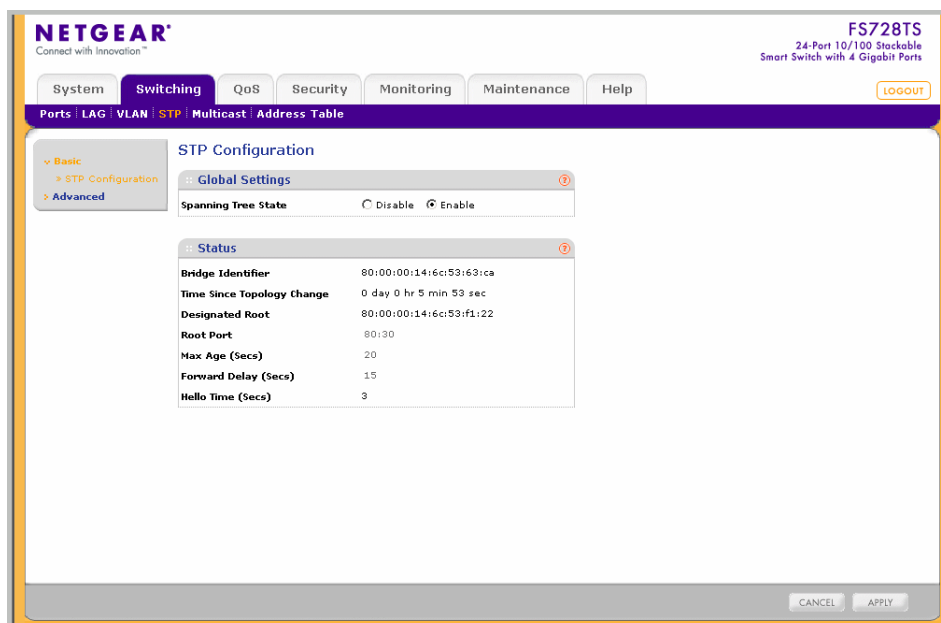 NETGEAR
Connect with Innovation™
FS728TS
24-Port 10/100 Stackable
Smart Switch with 4 Gigabit Ports
System Switching QoS Security Monitoring Maintenance Help
LOGOUT
Ports LAG VLAN STP Multicast Address Table
Basic
> STP Configuration
> Advanced
STP Configuration
:: Global Settings ?
Spanning Tree State Disable Enable
:: Status ?
Bridge Identifier 80:00:00:14:6c:53:63:ca
Time Since Topology Change 0 day 0 hr 5 min 53 sec
Designated Root 80:00:00:14:6c:53:f1:22
Root Port 80:30
Max Age (Secs) 20
Forward Delay (Secs) 15
Hello Time (Secs) 3
CANCEL APPLY